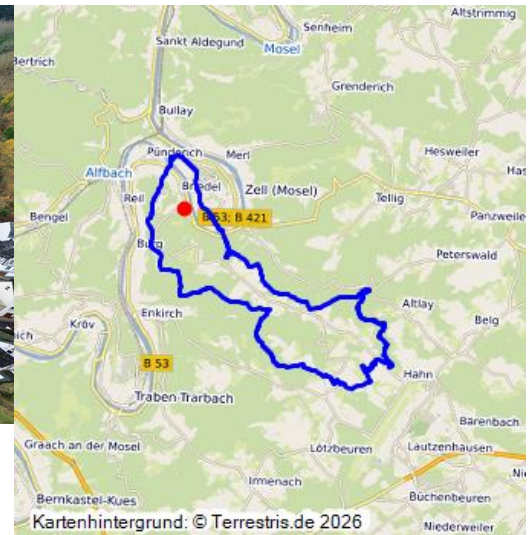 Altstrimmig
Senheim
Sankt Aldegund
Mosel
Bertrich
Grenderich
Bullay
Pünderich
Merl
Hesweiler
Alfbach
Briedel
Zell (Mosel)
Reil
Tellig
B 53; B 421
Panzweile
Bengel
Burg
Peterswald
Enkirch
Altlay
Kröv
Belg
B 53
Hahn
Traben-Trarbach
Bärenbach
Graach an der Mosel
Lötzbeuren
Lautzenhausen
Irmenach
Bernkastel-Kues
Büchenbeuren
Kartenhintergrund: © Terrestris.de 2026
Niederweiler